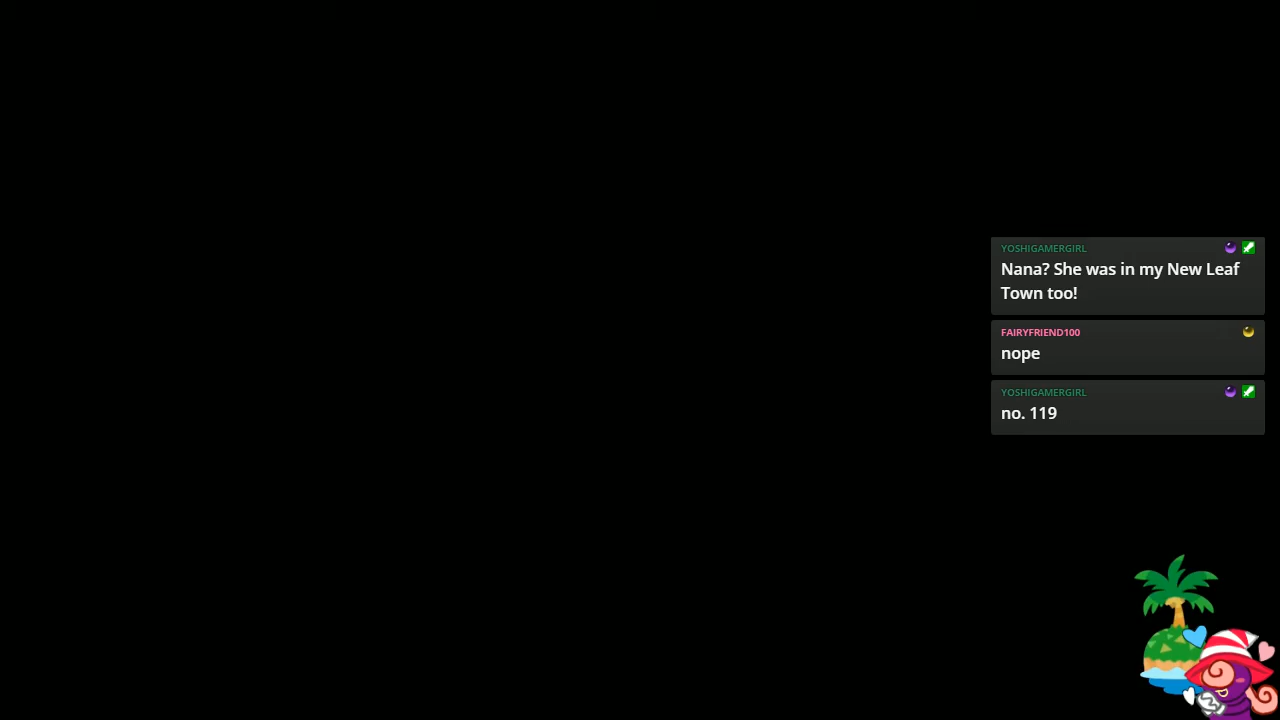 YOSHIGAMERGIRL
Nana? She was in my New Leaf
Town too!
FAIRYFRIEND100
nope
YOSHIGAMERGIRL
no. 119